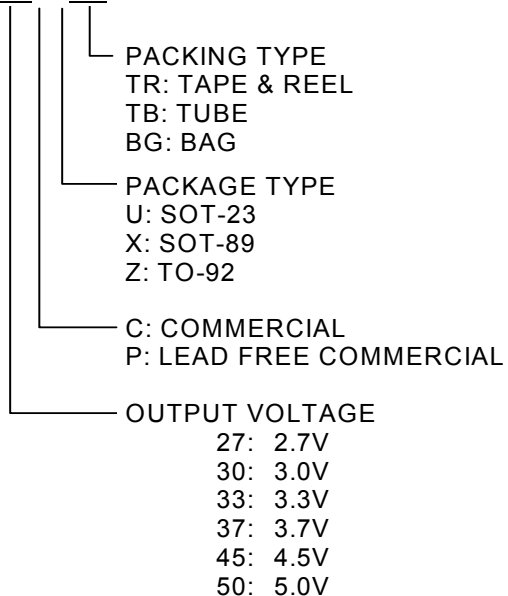 PACKING TYPE
TR: TAPE & REEL
TB: TUBE
BG: BAG
PACKAGE TYPE
U: SOT-23
X: SOT-89
Z: TO-92
C: COMMERCIAL
P: LEAD FREE COMMERCIAL
OUTPUT VOLTAGE
27: 2.7V
30: 3.0V
33: 3.3V
37: 3.7V
45: 4.5V
50: 5.0V